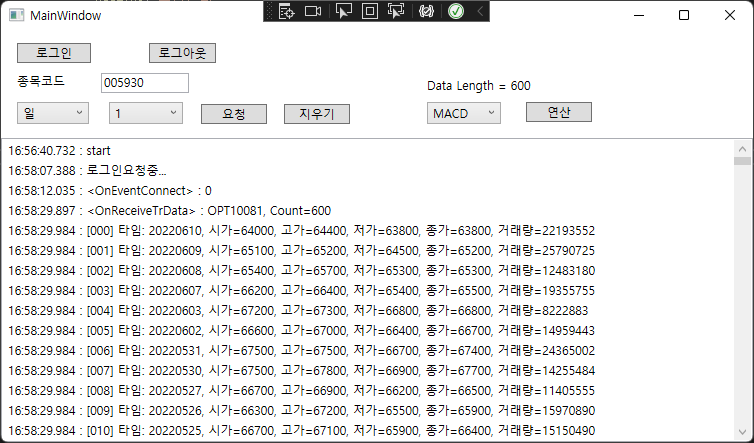 MainWindow
로그인 로그아웃
종목코드 005930 Data Length = 600
일 1 요청 지우기 MACD 연산
16:56:40.732 : start
16:58:07.388 : 로그인요청중...
16:58:12.035 : <OnEventConnect> : 0
16:58:29.897 : <OnReceiveTrData> : OPT10081, Count=600
16:58:29.984 : [000] 타임: 20220610, 시가=64000, 고가=64400, 저가=63800, 종가=63800, 거래량=22193552
16:58:29.984 : [001] 타임: 20220609, 시가=65100, 고가=65200, 저가=64500, 종가=65200, 거래량=25790725
16:58:29.984 : [002] 타임: 20220608, 시가=65400, 고가=65700, 저가=65300, 종가=65300, 거래량=12483180
16:58:29.984 : [003] 타임: 20220607, 시가=66200, 고가=66400, 저가=65400, 종가=65500, 거래량=19355755
16:58:29.984 : [004] 타임: 20220603, 시가=67200, 고가=67300, 저가=66800, 종가=66800, 거래량=8222883
16:58:29.984 : [005] 타임: 20220602, 시가=66600, 고가=67000, 저가=66400, 종가=66700, 거래량=14959443
16:58:29.984 : [006] 타임: 20220531, 시가=67500, 고가=67500, 저가=66700, 종가=67400, 거래량=24365002
16:58:29.984 : [007] 타임: 20220530, 시가=67500, 고가=67800, 저가=66900, 종가=67700, 거래량=14255484
16:58:29.984 : [008] 타임: 20220527, 시가=66700, 고가=66900, 저가=66200, 종가=66500, 거래량=11405555
16:58:29.984 : [009] 타임: 20220526, 시가=66300, 고가=67200, 저가=65500, 종가=65900, 거래량=15970890
16:58:29.984 : [010] 타임: 20220525, 시가=66700, 고가=67100, 저가=65900, 종가=66400, 거래량=15150490